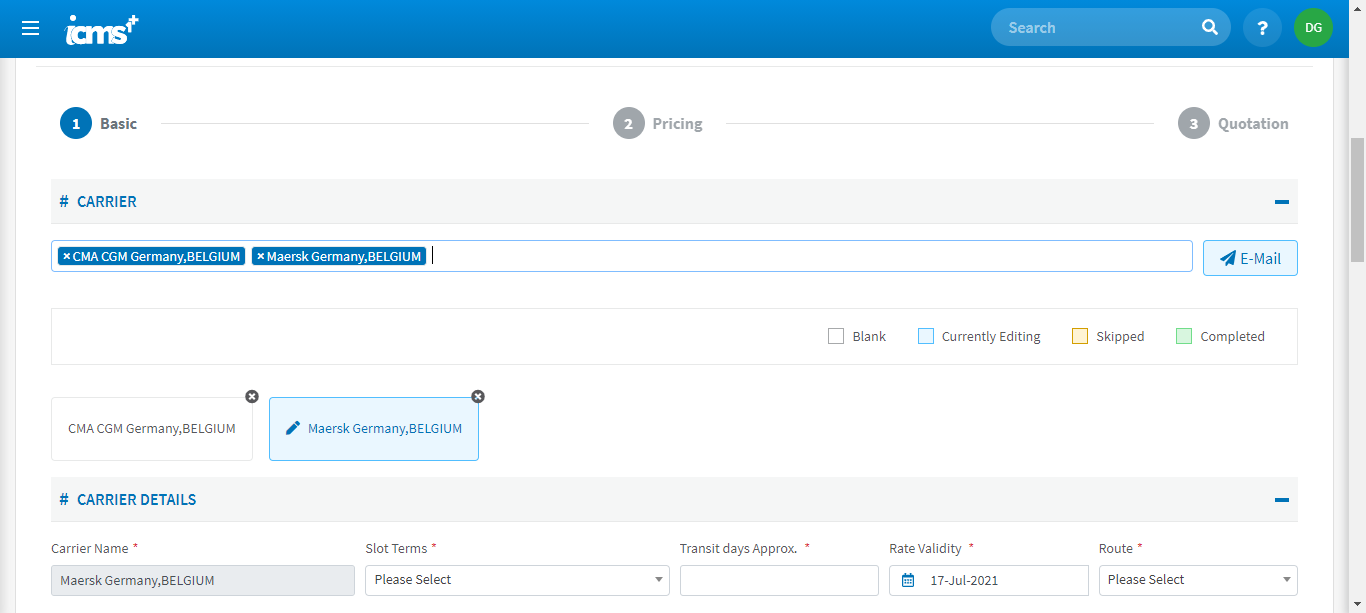 icms+
Search
?
DG
1 Basic
2 Pricing
3 Quotation
# CARRIER
×CMA CGM Germany,BELGIUM ×Maersk Germany,BELGIUM
E-Mail
Blank Currently Editing Skipped Completed
CMA CGM Germany,BELGIUM
Maersk Germany,BELGIUM
# CARRIER DETAILS
Carrier Name * Slot Terms * Transit days Approx. * Rate Validity * Route *
Maersk Germany,BELGIUM Please Select 17-Jul-2021 Please Select